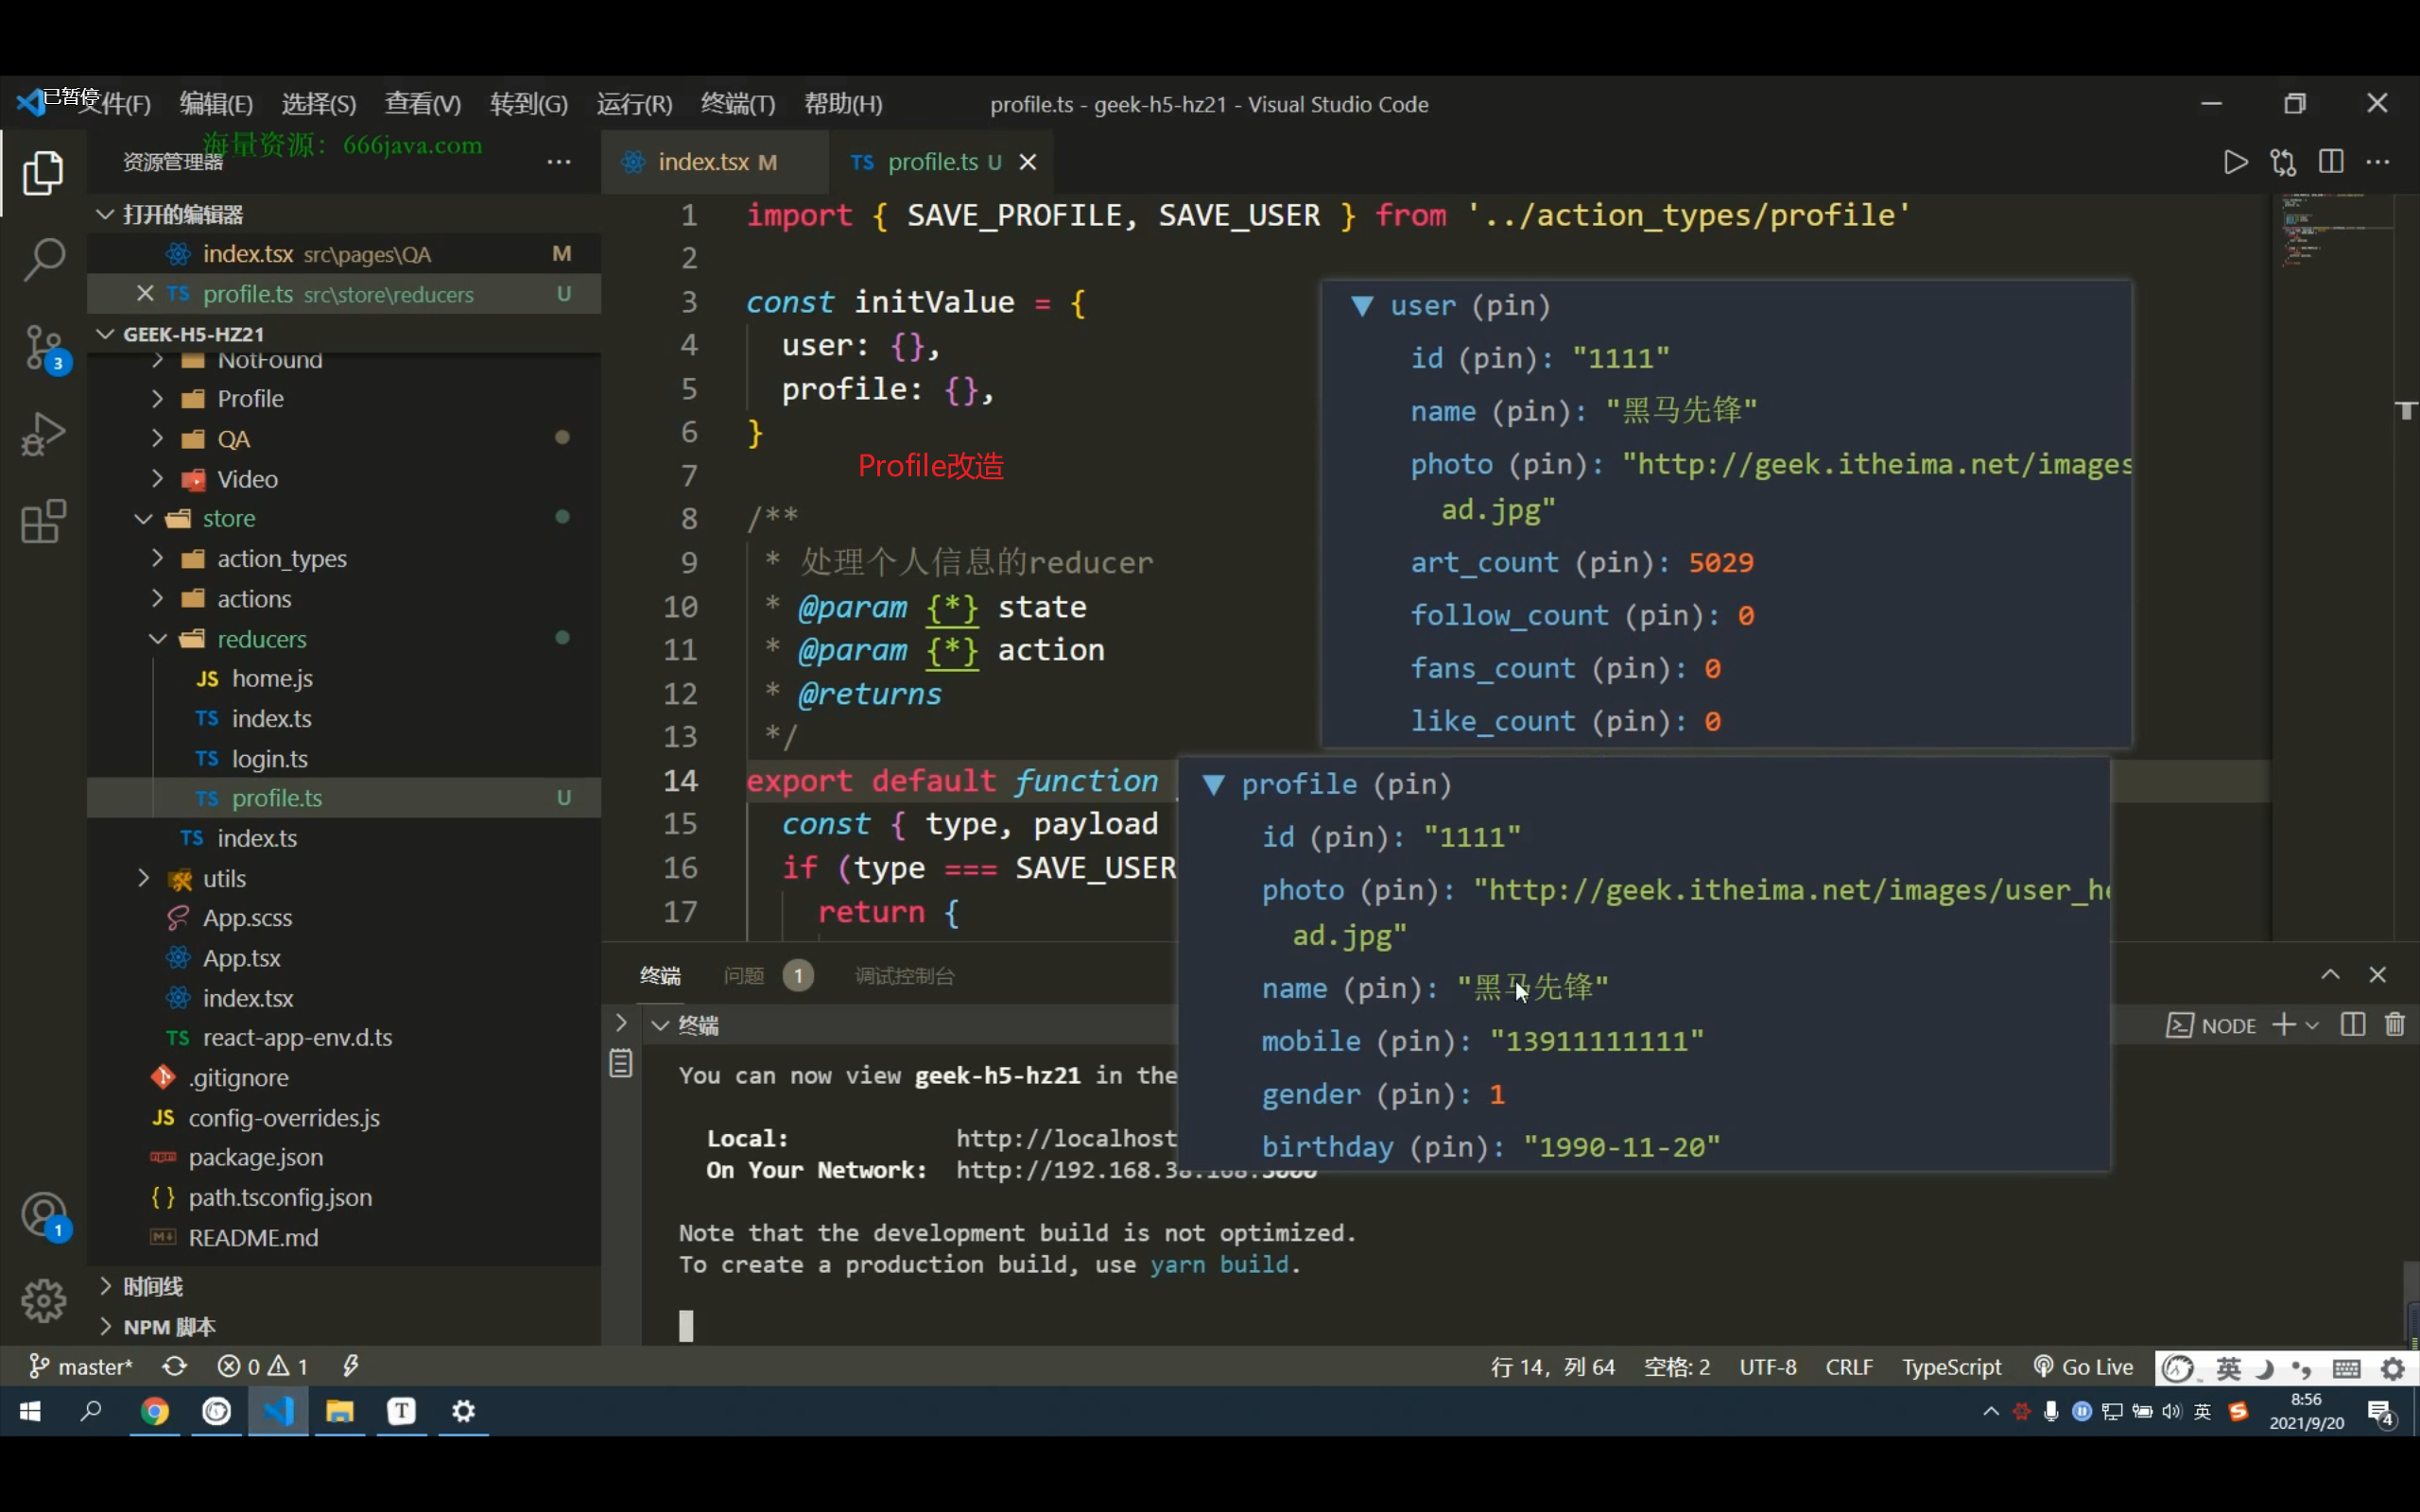 已暂停
文件(F) 编辑(E) 选择(S) 查看(V) 转到(G) 运行(R) 终端(T) 帮助(H) profile.ts - geek-h5-hz21 - Visual Studio Code
海量资源：666java.com
资源管理器
index.tsx M
TS profile.ts U
打开的编辑器
index.tsx src\pages\QA M
TS profile.ts src\store\reducers U
GEEK-H5-HZ21
NotFound
Profile
QA
Video
store
action_types
actions
reducers
JS home.js
TS index.ts
TS login.ts
TS profile.ts U
TS index.ts
utils
App.scss
App.tsx
index.tsx
TS react-app-env.d.ts
.gitignore
JS config-overrides.js
package.json
{ } path.tsconfig.json
README.md
时间线
NPM 脚本
3
1
1 import { SAVE_PROFILE, SAVE_USER } from '../action_types/profile'
2
3 const initValue = {
4 user: {},
5 profile: {},
6 }
7
Profile改造
8 /**
9 * 处理个人信息的reducer
10 * @param {*} state
11 * @param {*} action
12 * @returns
13 */
14 export default function
15 const { type, payload
16 if (type === SAVE_USER
17 return {
user (pin)
id (pin): "1111"
name (pin): "黑马先锋"
photo (pin): "http://geek.itheima.net/images
ad.jpg"
art_count (pin): 5029
follow_count (pin): 0
fans_count (pin): 0
like_count (pin): 0
profile (pin)
id (pin): "1111"
photo (pin): "http://geek.itheima.net/images/user_he
ad.jpg"
name (pin): "黑马先锋"
mobile (pin): "13911111111"
gender (pin): 1
birthday (pin): "1990-11-20"
终端 问题 1 调试控制台
终端
NODE
You can now view geek-h5-hz21 in the
Local: http://localhost
On Your Network: http://192.168.38.168:3000
Note that the development build is not optimized.
To create a production build, use yarn build.
master* 0 1 行 14，列 64 空格: 2 UTF-8 CRLF TypeScript Go Live 英
英 8:56
2021/9/20
4